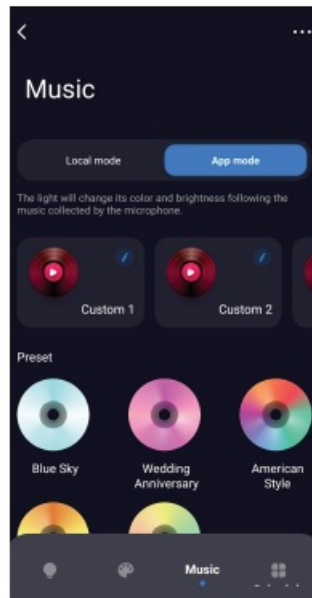 Music
Local mode
App mode
The light will change its color and brightness following the
music collected by the microphone.
Custom 1
Custom 2
Preset
Blue Sky
Wedding
Anniversary
American
Style
Music